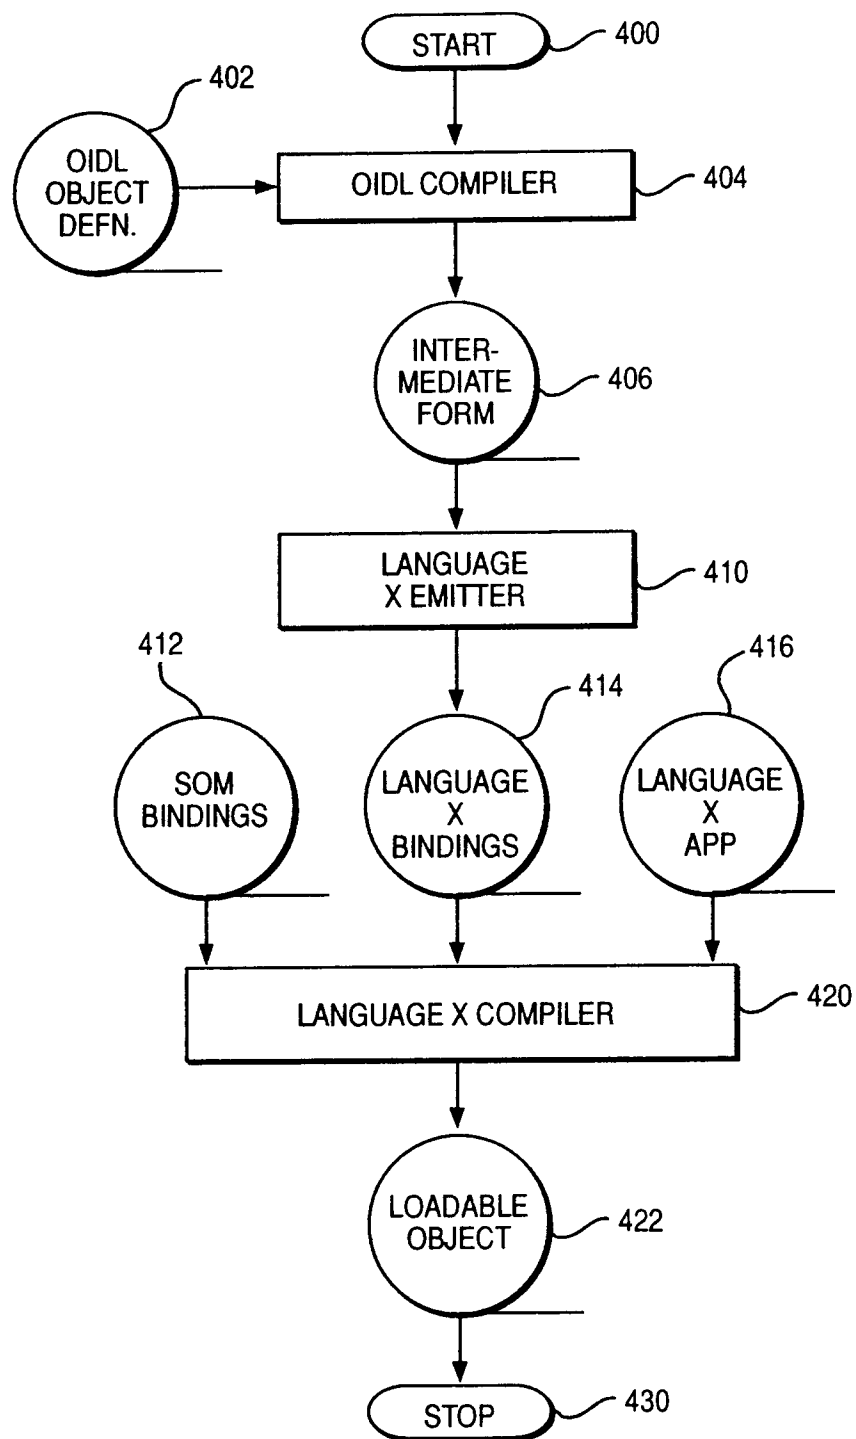 START
400
402
OIDL
OBJECT
DEFN.
OIDL COMPILER
404
INTER-
MEDIATE
FORM
406
LANGUAGE
X EMITTER
410
412
414
416
SOM
BINDINGS
LANGUAGE
X
BINDINGS
LANGUAGE
X
APP
LANGUAGE X COMPILER
420
LOADABLE
OBJECT
422
STOP
430